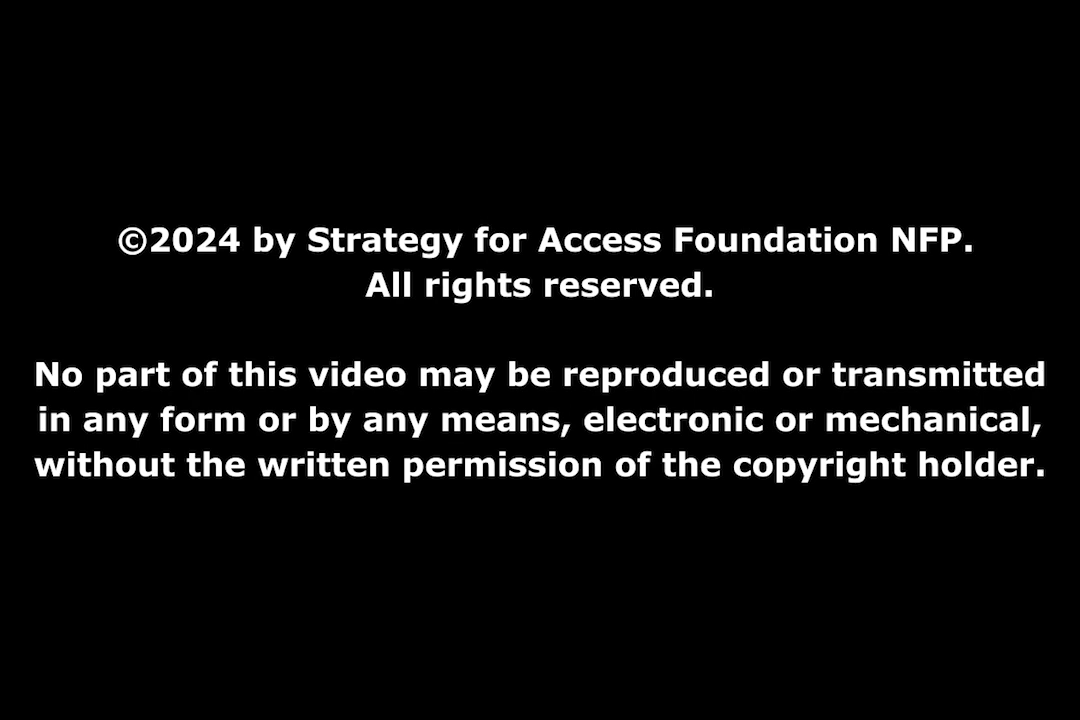 ©2024 by Strategy for Access Foundation NFP.
All rights reserved.
No part of this video may be reproduced or transmitted
in any form or by any means, electronic or mechanical,
without the written permission of the copyright holder.